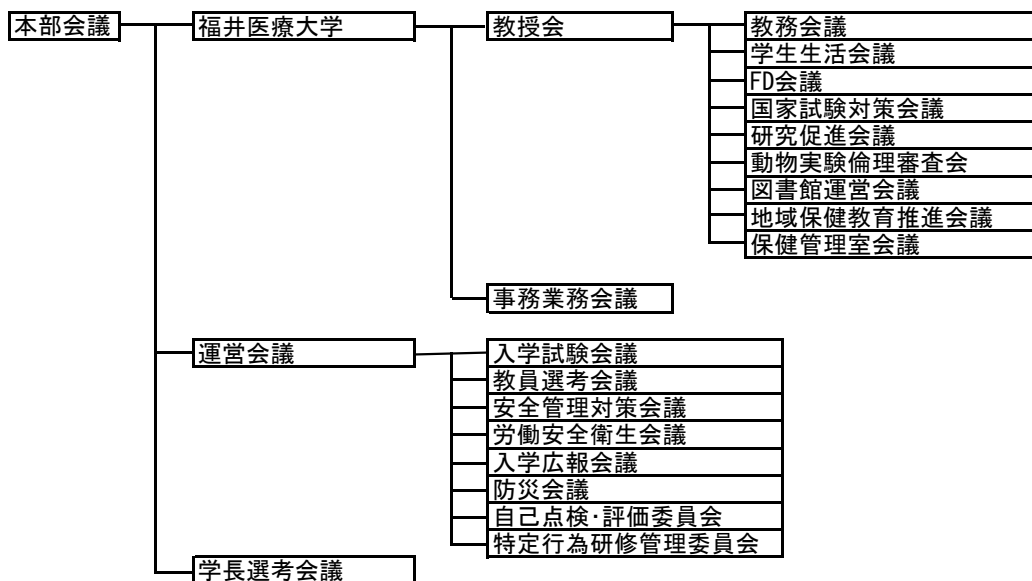 本部会議
福井医療大学
教授会
教務会議
学生生活会議
FD会議
国家試験対策会議
研究促進会議
動物実験倫理審査会
図書館運営会議
地域保健教育推進会議
保健管理室会議
事務業務会議
運営会議
入学試験会議
教員選考会議
安全管理対策会議
労働安全衛生会議
入学広報会議
防災会議
自己点検・評価委員会
特定行為研修管理委員会
学長選考会議